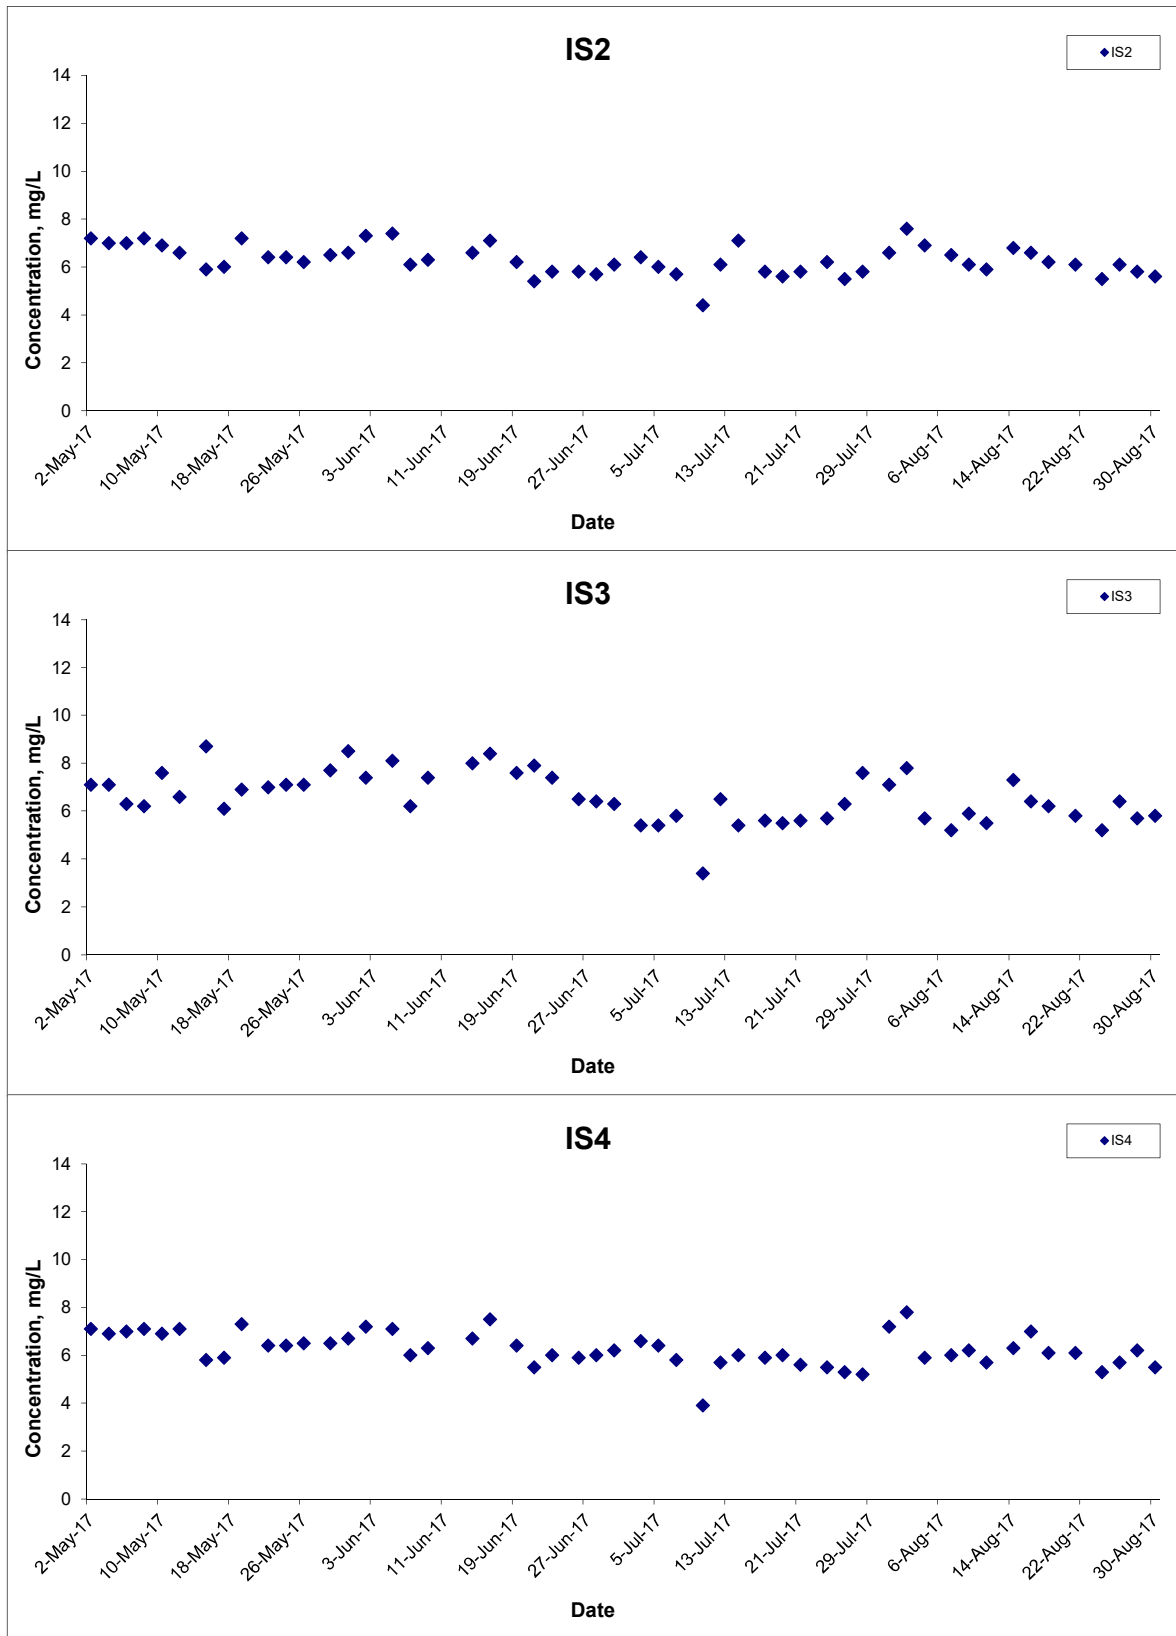 IS2
IS2
14
12
10
8
6
4
2
0
Concentration, mg/L
2-May-17
10-May-17
18-May-17
26-May-17
3-Jun-17
11-Jun-17
19-Jun-17
27-Jun-17
5-Jul-17
13-Jul-17
21-Jul-17
29-Jul-17
6-Aug-17
14-Aug-17
22-Aug-17
30-Aug-17
Date
IS3
IS3
14
12
10
8
6
4
2
0
Concentration, mg/L
2-May-17
10-May-17
18-May-17
26-May-17
3-Jun-17
11-Jun-17
19-Jun-17
27-Jun-17
5-Jul-17
13-Jul-17
21-Jul-17
29-Jul-17
6-Aug-17
14-Aug-17
22-Aug-17
30-Aug-17
Date
IS4
IS4
14
12
10
8
6
4
2
0
Concentration, mg/L
2-May-17
10-May-17
18-May-17
26-May-17
3-Jun-17
11-Jun-17
19-Jun-17
27-Jun-17
5-Jul-17
13-Jul-17
21-Jul-17
29-Jul-17
6-Aug-17
14-Aug-17
22-Aug-17
30-Aug-17
Date